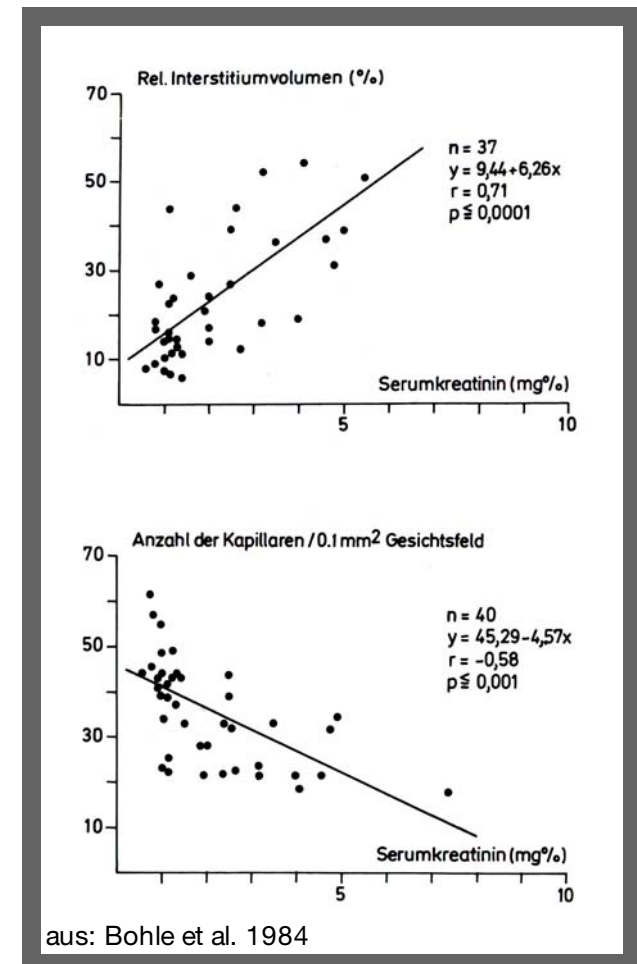 Rel. Interstitiumvolumen (%)
70
50
30
10
n = 37
y = 9,44+6,26x
r = 0,71
p ≦ 0,0001
Serumkreatinin (mg%)
5
10
Anzahl der Kapillaren / 0.1 mm² Gesichtsfeld
70
50
30
10
n = 40
y = 45,29-4,57x
r = -0,58
p ≦ 0,001
Serumkreatinin (mg%)
5
10
aus: Bohle et al. 1984